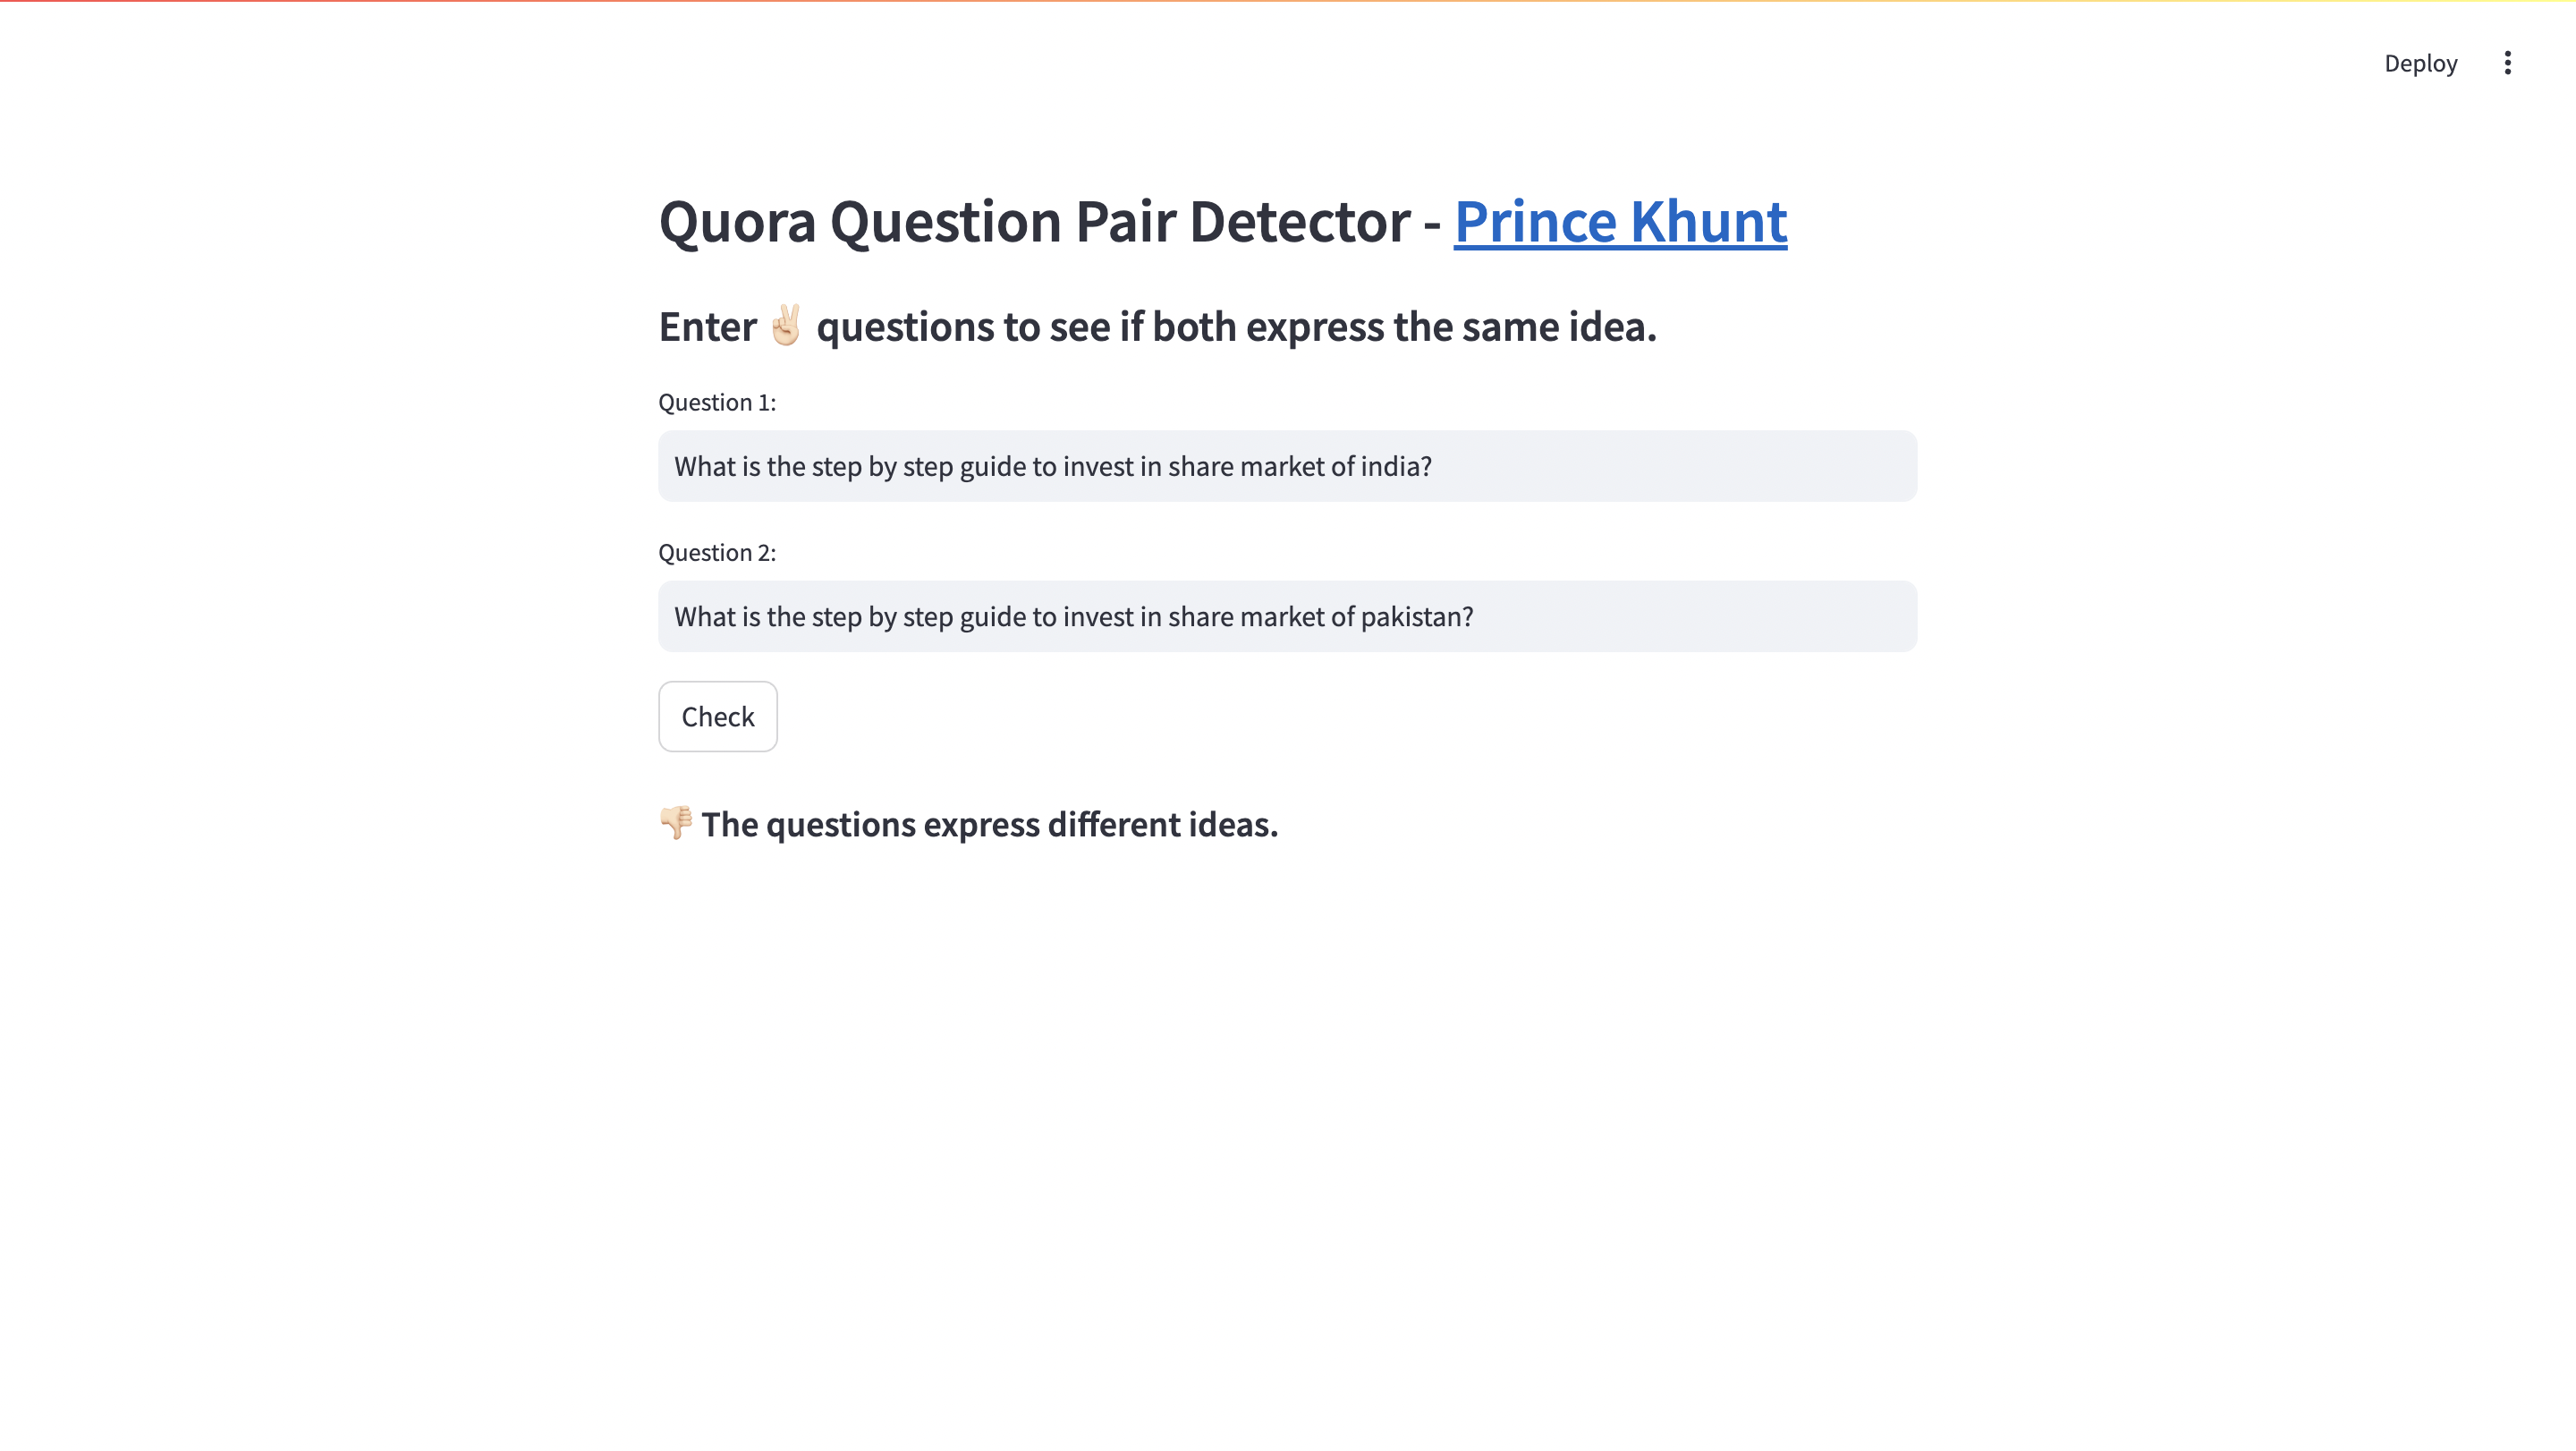 Deploy
Quora Question Pair Detector - Prince Khunt
Enter ✌🏻 questions to see if both express the same idea.
Question 1:
What is the step by step guide to invest in share market of india?
Question 2:
What is the step by step guide to invest in share market of pakistan?
Check
👎🏻 The questions express different ideas.